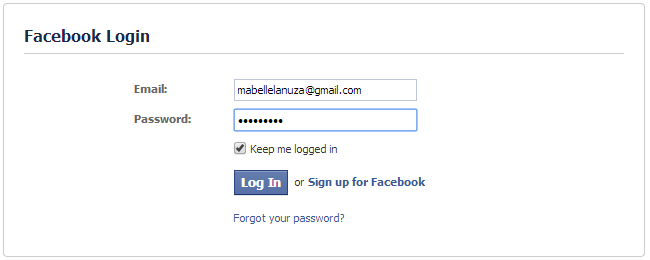 Facebook Login
Email: mabellelanuza@gmail.com
Password: •••••••••
Keep me logged in
Log In or Sign up for Facebook
Forgot your password?